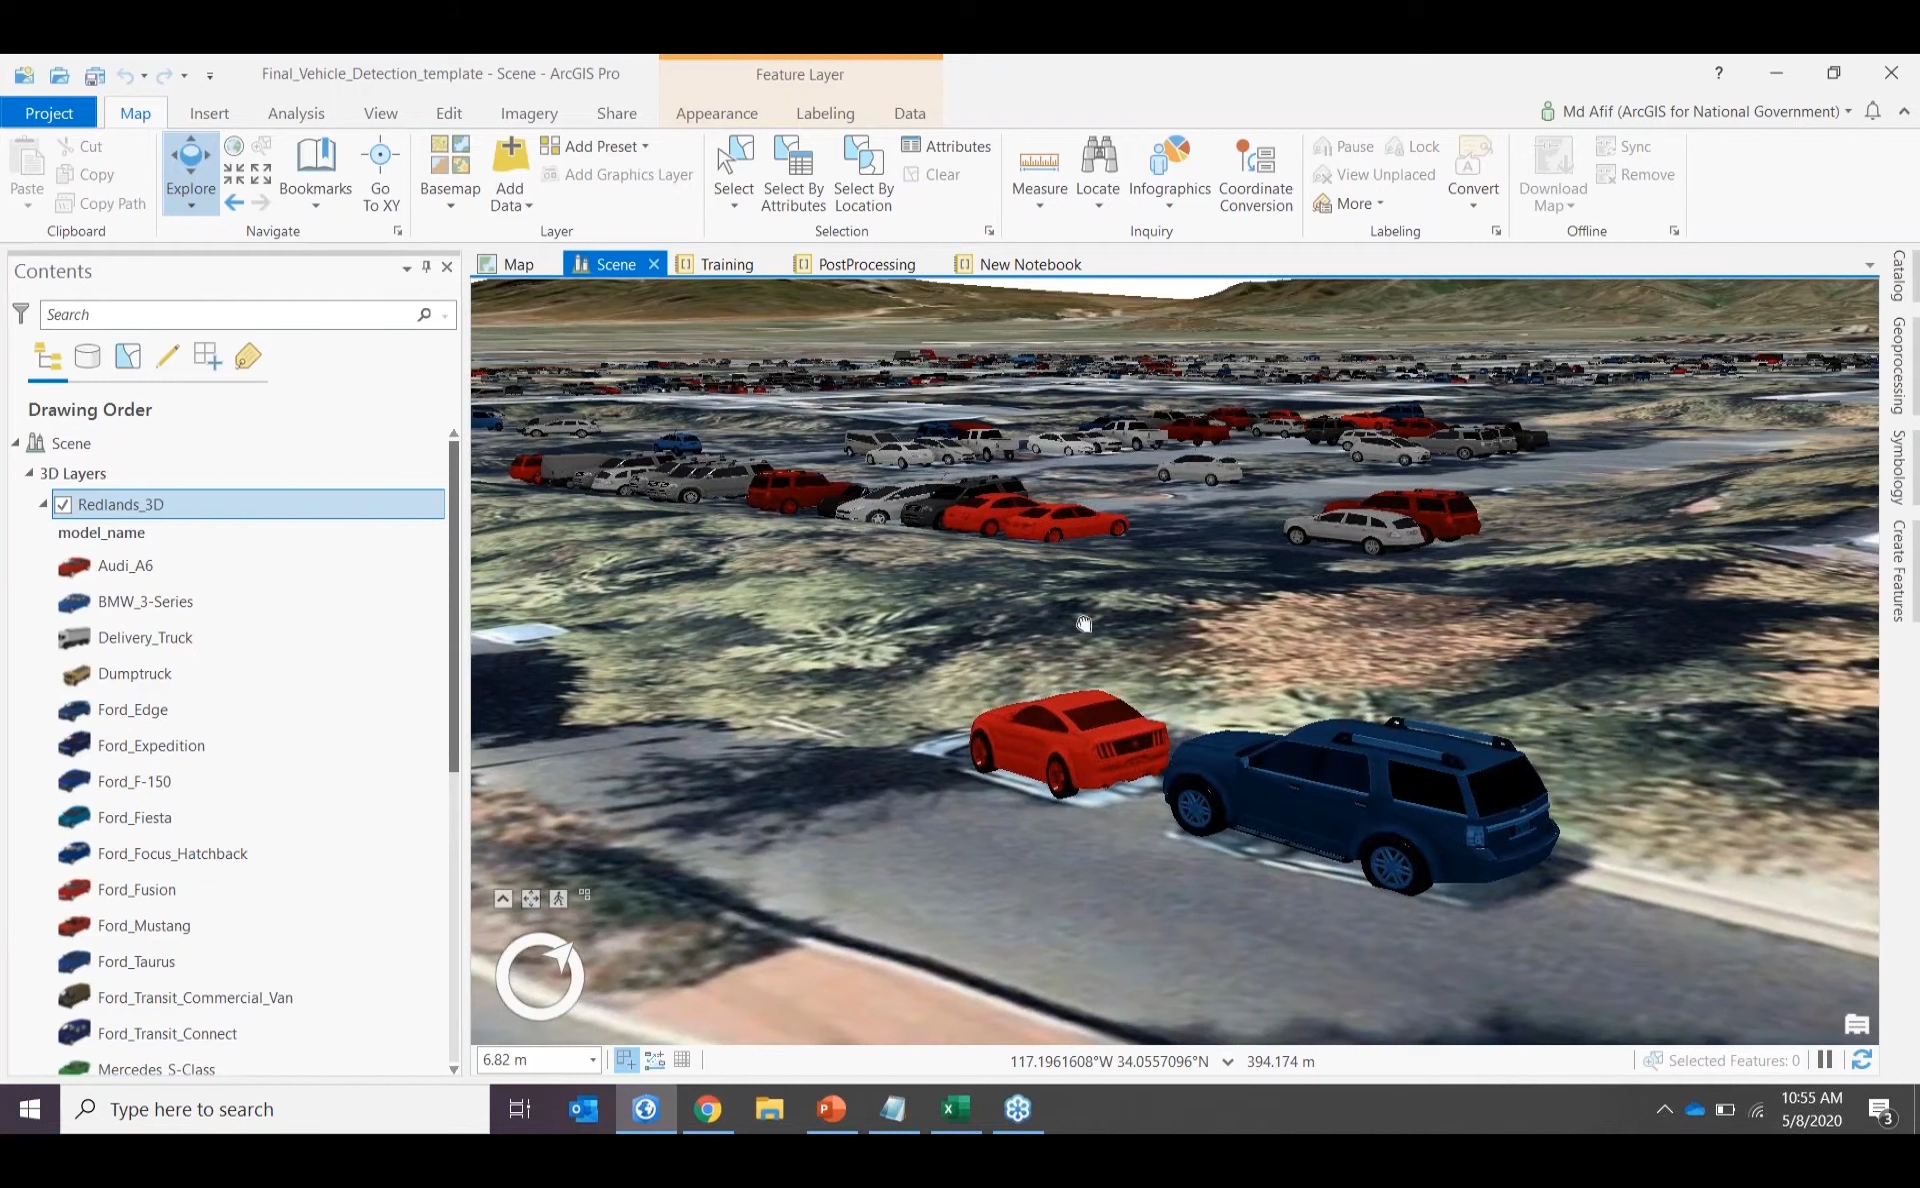 Final_Vehicle_Detection_template - Scene - ArcGIS Pro
Feature Layer
?
Project
Map
Insert
Analysis
View
Edit
Imagery
Share
Appearance
Labeling
Data
Md Afif (ArcGIS for National Government)
Paste
Cut
Copy
Copy Path
Clipboard
Explore
Bookmarks
Go
To XY
Navigate
Basemap
Add
Data
Add Preset
Add Graphics Layer
Layer
Select
Select By
Attributes
Select By
Location
Attributes
Clear
Selection
Measure
Locate
Infographics
Coordinate
Conversion
Inquiry
Pause
Lock
View Unplaced
More
Convert
Labeling
Download
Map
Sync
Remove
Offline
Contents
Search
Drawing Order
Scene
3D Layers
Redlands_3D
model_name
Audi_A6
BMW_3-Series
Delivery_Truck
Dumptruck
Ford_Edge
Ford_Expedition
Ford_F-150
Ford_Fiesta
Ford_Focus_Hatchback
Ford_Fusion
Ford_Mustang
Ford_Taurus
Ford_Transit_Commercial_Van
Ford_Transit_Connect
Mercedes_S-Class
Map
Scene
Training
PostProcessing
New Notebook
Catalog
Geoprocessing
Symbology
Create Features
6.82 m
117.1961608°W 34.0557096°N
394.174 m
Selected Features: 0
Type here to search
10:55 AM
5/8/2020
3